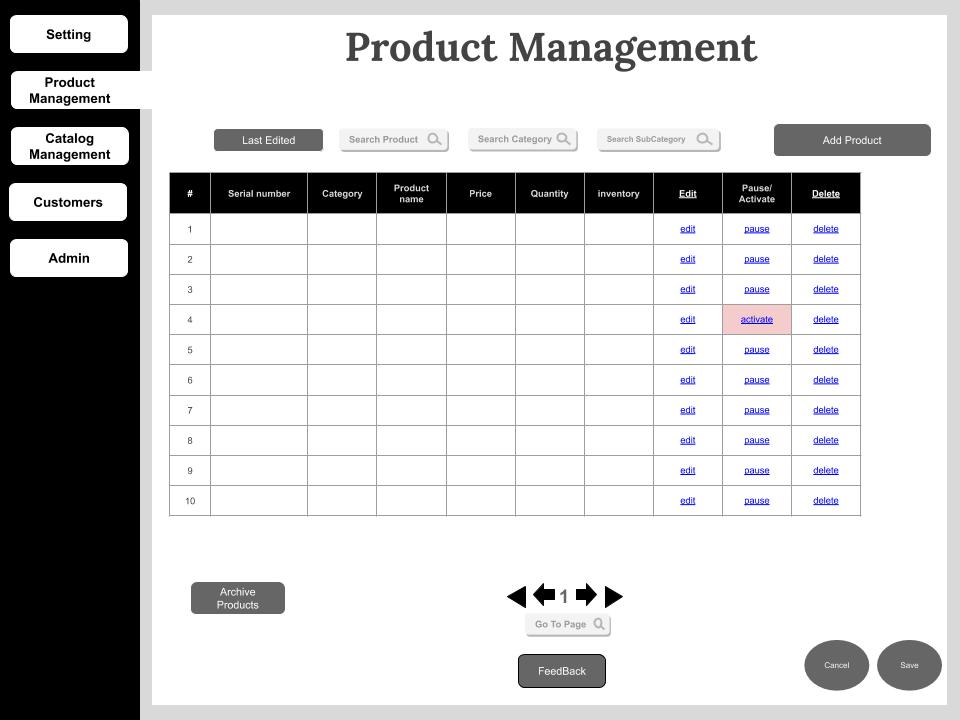 Setting
Product
Management
Catalog
Management
Customers
Admin
Product Management
Last Edited
Search Product
Search Category
Search SubCategory
Add Product
# Serial number Category Product name Price Quantity inventory Edit Pause/ Activate Delete
1 edit pause delete
2 edit pause delete
3 edit pause delete
4 edit activate delete
5 edit pause delete
6 edit pause delete
7 edit pause delete
8 edit pause delete
9 edit pause delete
10 edit pause delete
Archive
Products
1
Go To Page
FeedBack
Cancel
Save